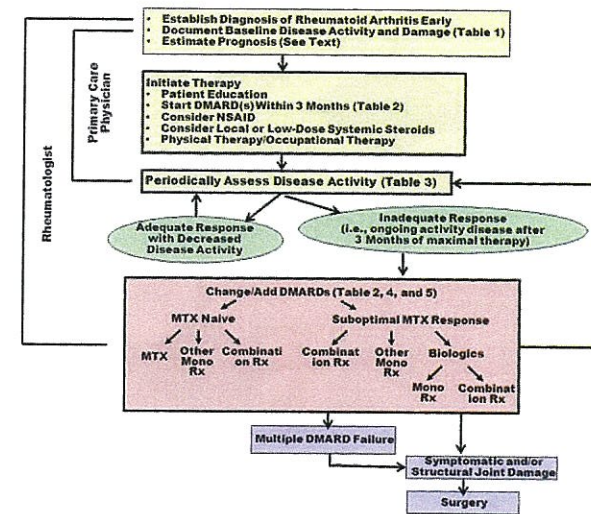 • Establish Diagnosis of Rheumatoid Arthritis Early
• Document Baseline Disease Activity and Damage (Table 1)
• Estimate Prognosis (See Text)
Primary Care
Physician
Rheumatologist
Initiate Therapy
• Patient Education
• Start DMARD(s) Within 3 Months (Table 2)
• Consider NSAID
• Consider Local or Low-Dose Systemic Steroids
• Physical Therapy/Occupational Therapy
Periodically Assess Disease Activity (Table 3)
Adequate Response
with Decreased
Disease Activity
Inadequate Response
(i.e., ongoing activity disease after
3 Months of maximal therapy)
Change/Add DMARDs (Table 2, 4, and 5)
MTX Naive
Suboptimal MTX Response
MTX
Other
Mono
Rx
Combinati
on Rx
Combinat
ion Rx
Other
Mono
Rx
Biologics
Mono
Rx
Combinat
ion Rx
Multiple DMARD Failure
Symptomatic and/or
Structural Joint Damage
Surgery